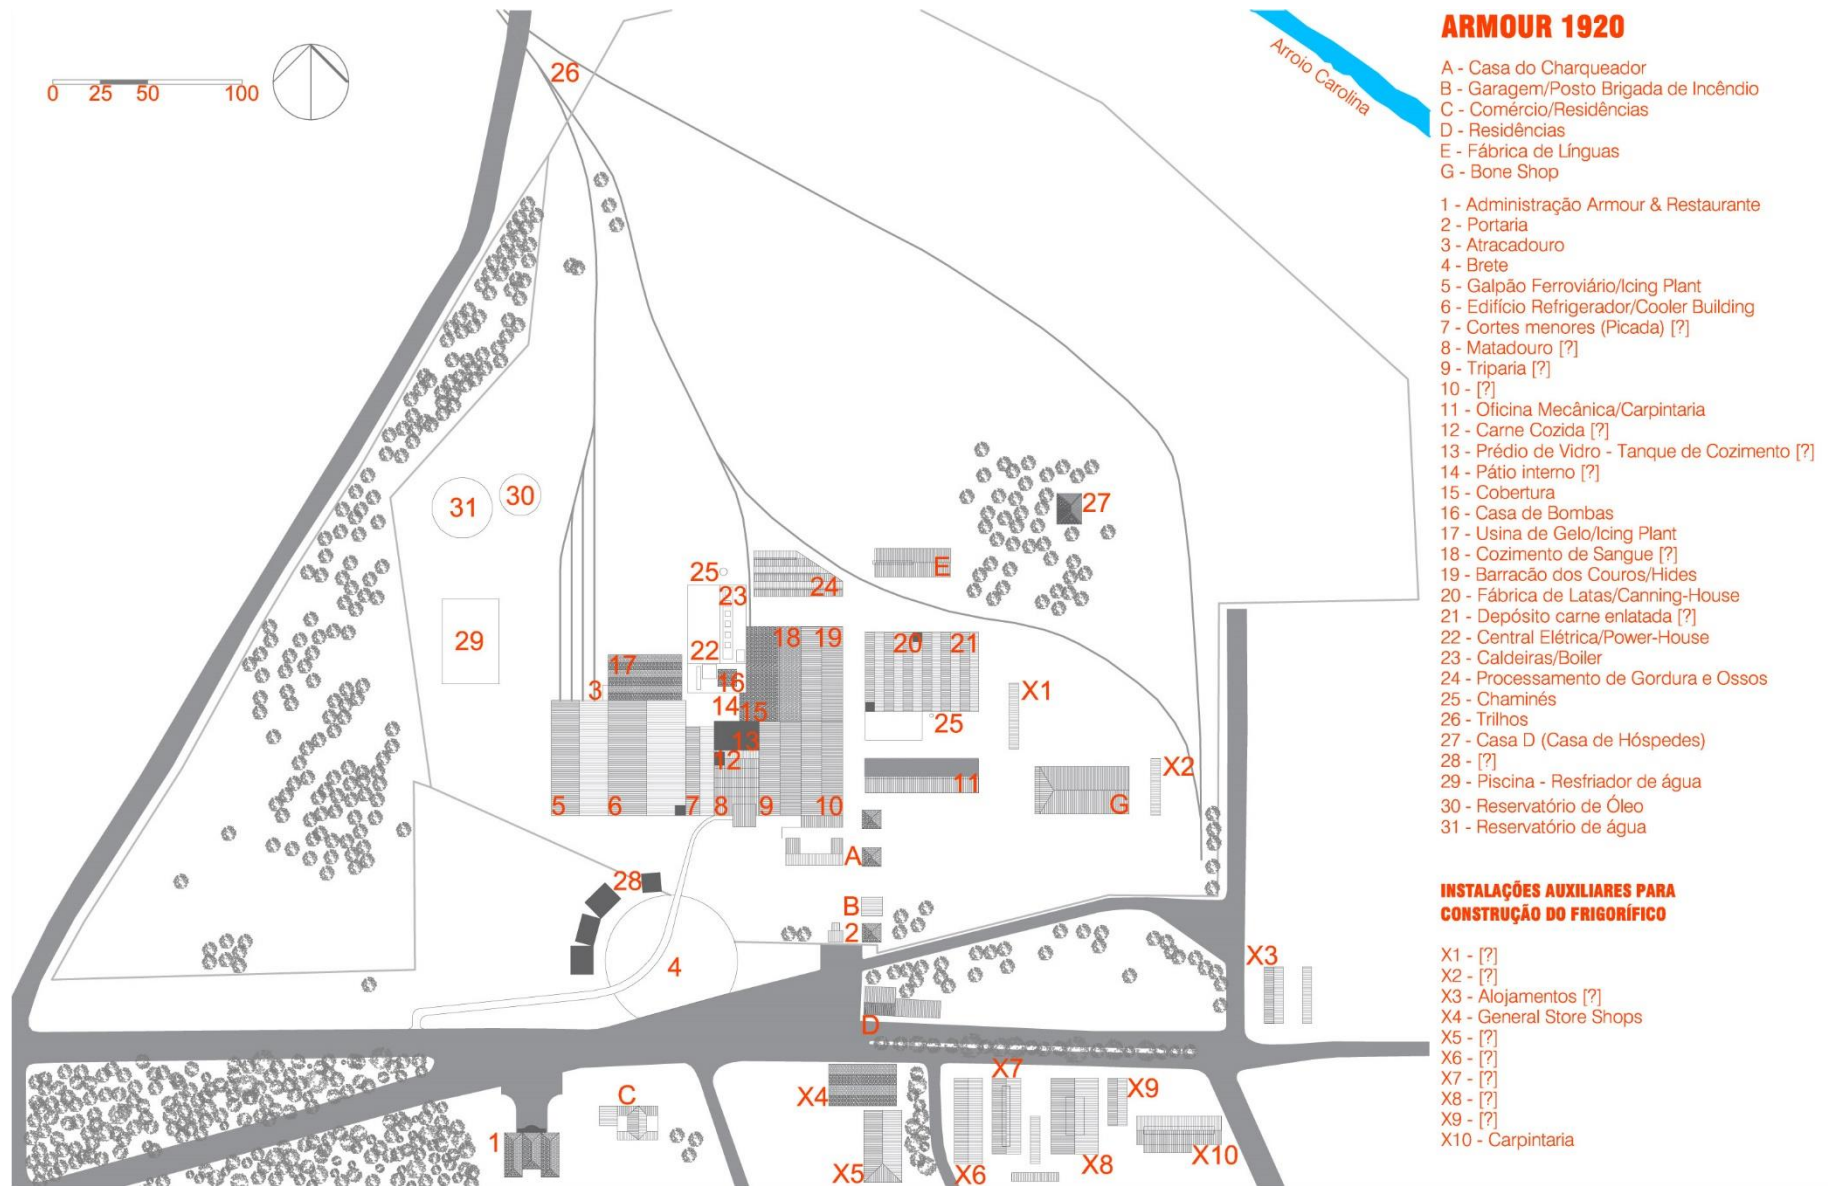 ARMOUR 1920
A - Casa do Charqueador
B - Garagem/Posto Brigada de Incêndio
C - Comércio/Residências
D - Residências
E - Fábrica de Línguas
G - Bone Shop
1 - Administração Armour & Restaurante
2 - Portaria
3 - Atracadouro
4 - Brete
5 - Galpão Ferroviário/Icing Plant
6 - Edifício Refrigerador/Cooler Building
7 - Cortes menores (Picada) [?]
8 - Matadouro [?]
9 - Triparia [?]
10 - [?]
11 - Oficina Mecânica/Carpintaria
12 - Carne Cozida [?]
13 - Prédio de Vidro - Tanque de Cozimento [?]
14 - Pátio interno [?]
15 - Cobertura
16 - Casa de Bombas
17 - Usina de Gelo/Icing Plant
18 - Cozimento de Sangue [?]
19 - Barracão dos Couros/Hides
20 - Fábrica de Latas/Canning-House
21 - Depósito carne enlatada [?]
22 - Central Elétrica/Power-House
23 - Caldeiras/Boiler
24 - Processamento de Gordura e Ossos
25 - Chaminés
26 - Trilhos
27 - Casa D (Casa de Hóspedes)
28 - [?]
29 - Piscina - Resfriador de água
30 - Reservatório de Óleo
31 - Reservatório de água
INSTALAÇÕES AUXILIARES PARA
CONSTRUÇÃO DO FRIGORÍFICO
X1 - [?]
X2 - [?]
X3 - Alojamentos [?]
X4 - General Store Shops
X5 - [?]
X6 - [?]
X7 - [?]
X8 - [?]
X9 - [?]
X10 - Carpintaria
0 25 50 100
Arroio Carolina
26
31
30
27
25
24
E
23
29
18 19
20 21
22
17
16
3
X1
14
15
25
13
12
X2
11
5 6 7 8 9 10
G
A
28
B
2
4
X3
D
X7
X4
C
X9
1
X5
X6
X8
X10